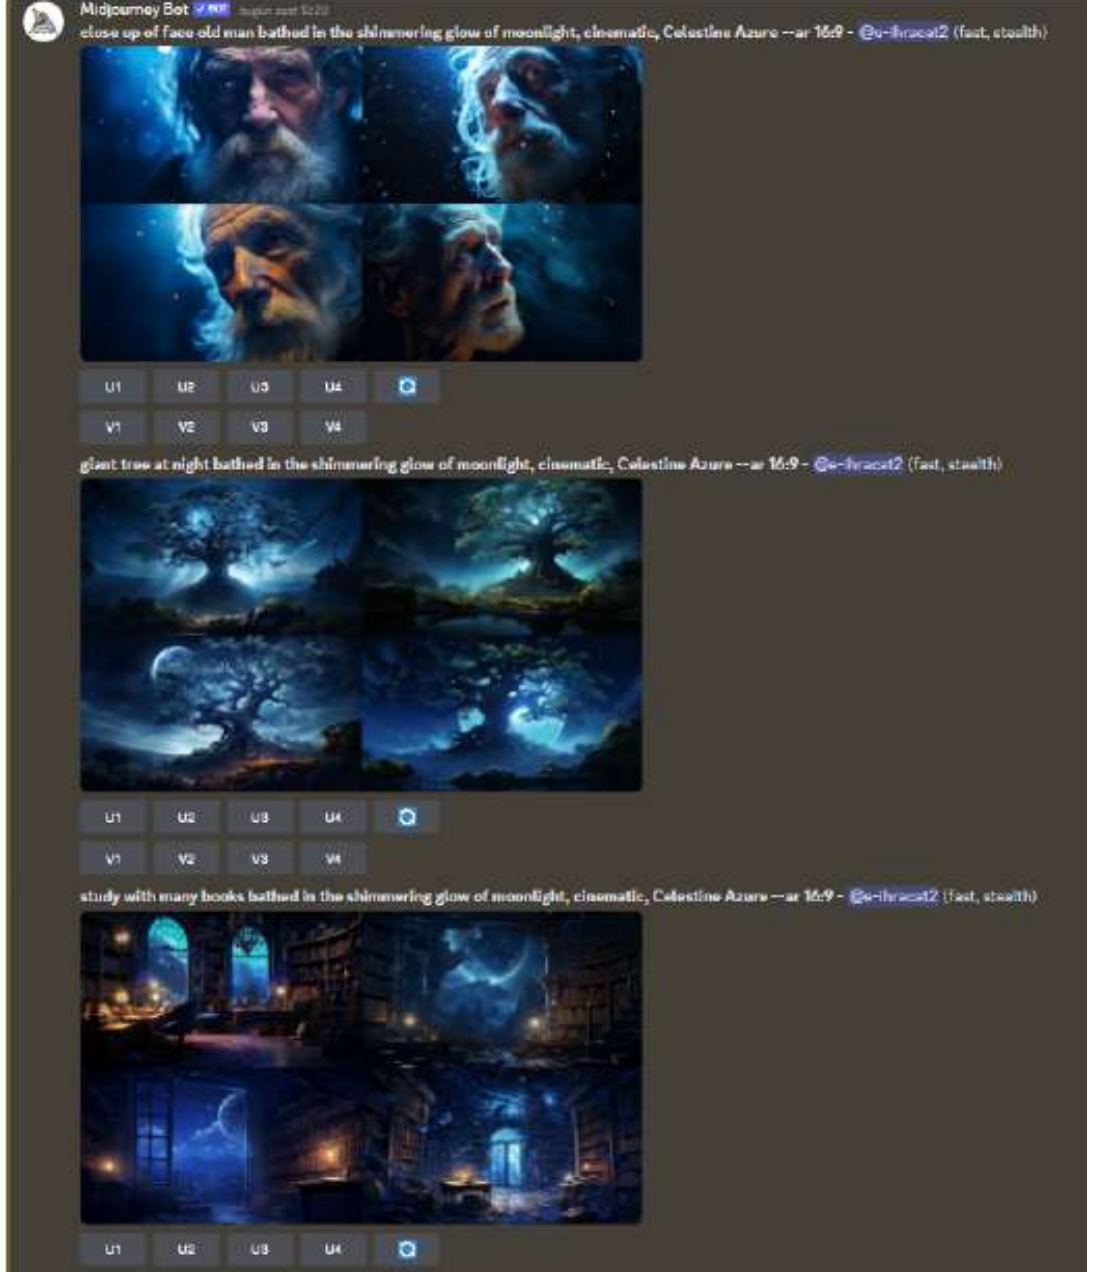 Midjourney Bot ✓ BOT
close up of face old man bathed in the shimmering glow of moonlight, cinematic, Celestine Azure --ar 16:9 - @e-ihracat2 (fast, stealth)
U1 U2 U3 U4
V1 V2 V3 V4
giant tree at night bathed in the shimmering glow of moonlight, cinematic, Celestine Azure --ar 16:9 - @e-ihracat2 (fast, stealth)
U1 U2 U3 U4
V1 V2 V3 V4
study with many books bathed in the shimmering glow of moonlight, cinematic, Celestine Azure --ar 16:9 - @e-ihracat2 (fast, stealth)
U1 U2 U3 U4